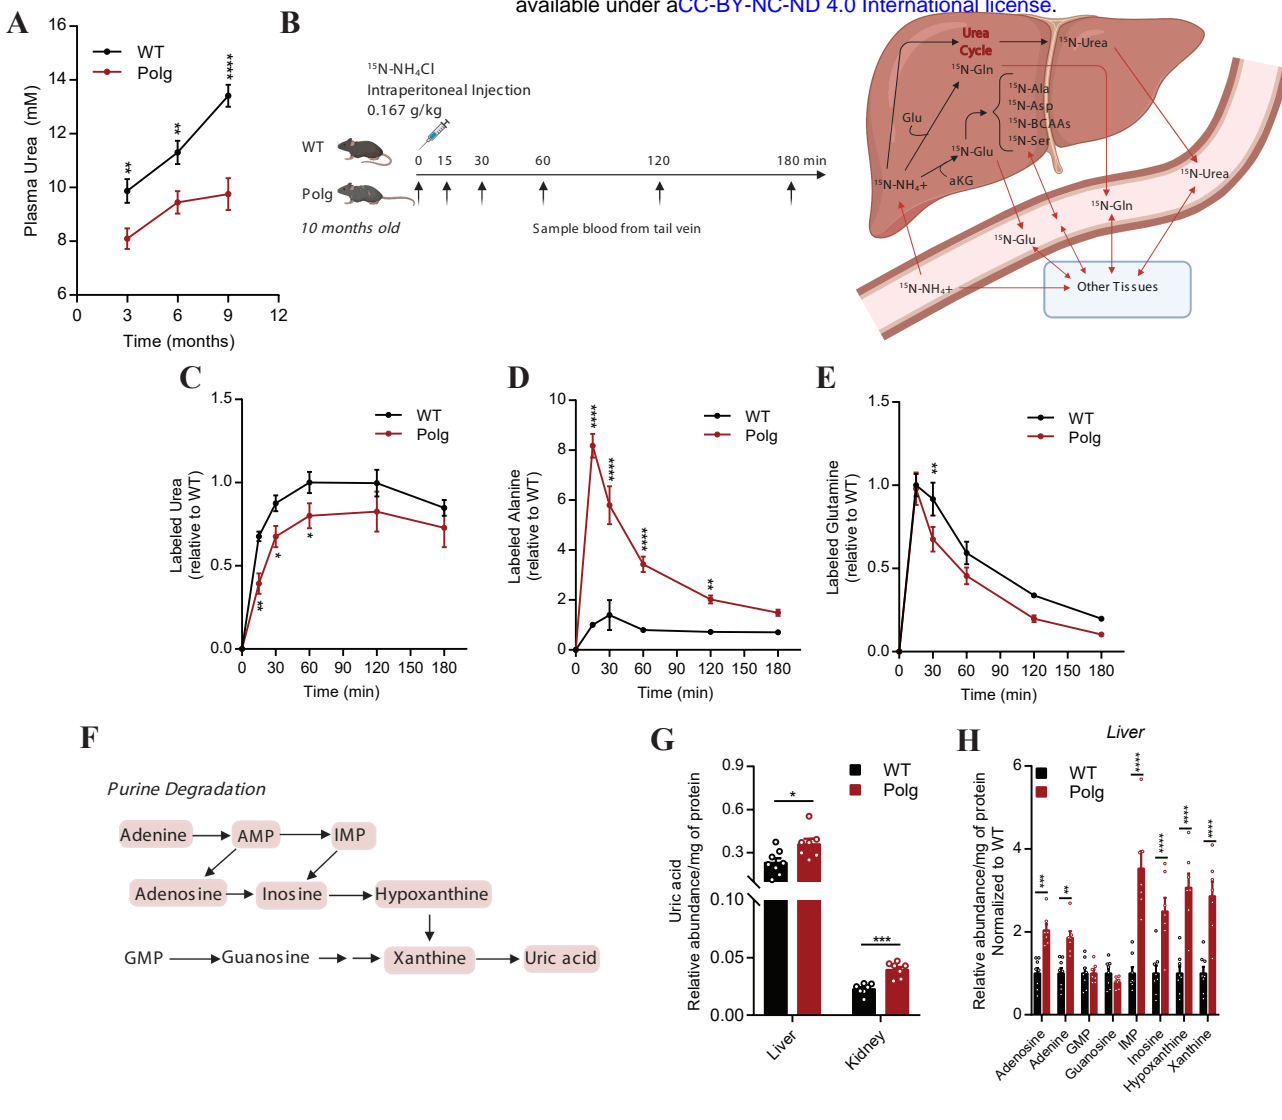 available under aCC-BY-NC-ND 4.0 International license.
A
16
14
12
10
8
6
0
3
6
9
12
Plasma Urea (mM)
Time (months)
WT
Polg
**
**
****
B
¹⁵N-NH₄Cl
Intraperitoneal Injection
0.167 g/kg
WT
Polg
10 months old
0 15 30 60 120 180 min
Sample blood from tail vein
Urea
Cycle
¹⁵N-Urea
¹⁵N-Gln
¹⁵N-Ala
¹⁵N-Asp
¹⁵N-BCAAs
¹⁵N-Ser
Glu
¹⁵N-Glu
aKG
¹⁵N-NH₄+
¹⁵N-Urea
¹⁵N-Gln
¹⁵N-Glu
¹⁵N-NH₄+
Other Tissues
C
1.5
1.0
0.5
0.0
Labeled Urea
(relative to WT)
WT
Polg
**
*
*
0 30 60 90 120 150 180
Time (min)
D
10
8
6
4
2
0
Labeled Alanine
(relative to WT)
WT
Polg
****
****
****
**
0 30 60 90 120 150 180
Time (min)
E
1.5
1.0
0.5
0.0
Labeled Glutamine
(relative to WT)
WT
Polg
**
0 30 60 90 120 150 180
Time (min)
F
Purine Degradation
Adenine AMP IMP
Adenosine Inosine Hypoxanthine
GMP Guanosine Xanthine Uric acid
G
0.9
0.6
0.3
0.10
0.05
0.00
Uric acid
Relative abundance/mg of protein
WT
Polg
*
***
Liver
Kidney
H
Liver
6
4
2
0
Relative abundance/mg of protein
Normalized to WT
WT
Polg
***
**
****
****
****
****
Adenosine
Adenine
GMP
Guanosine
IMP
Inosine
Hypoxanthine
Xanthine